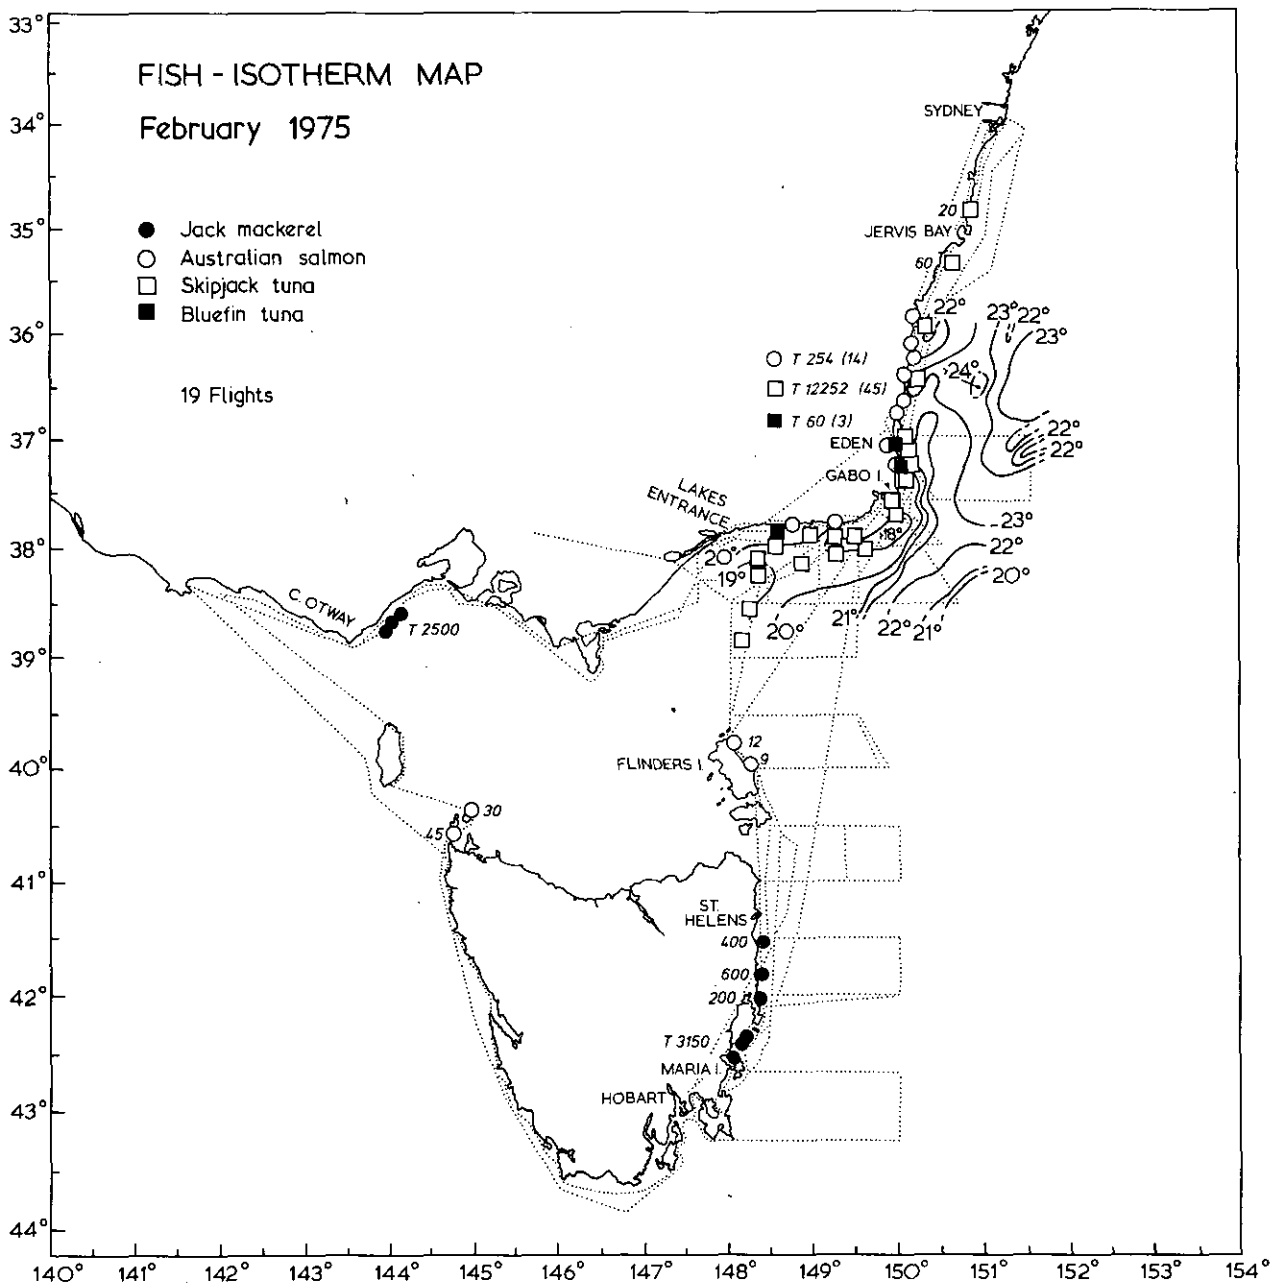 FISH - ISOTHERM MAP
February 1975
Jack mackerel
Australian salmon
Skipjack tuna
Bluefin tuna
19 Flights
33°
34°
35°
36°
37°
38°
39°
40°
41°
42°
43°
44°
SYDNEY
20
JERVIS BAY
60
22°
23°
22°
23°
T 254 (14)
24°
T 12252 (45)
T 60 (3)
22°
EDEN
22°
GABO I.
LAKES
ENTRANCE
18°
23°
20°
22°
19°
20°
21°
22°
21°
20°
C. OTWAY
T 2500
12
FLINDERS I.
9
30
45
ST.
HELENS
400
600
200
T 3150
MARIA I.
HOBART
140° 141° 142° 143° 144° 145° 146° 147° 148° 149° 150° 151° 152° 153° 154°